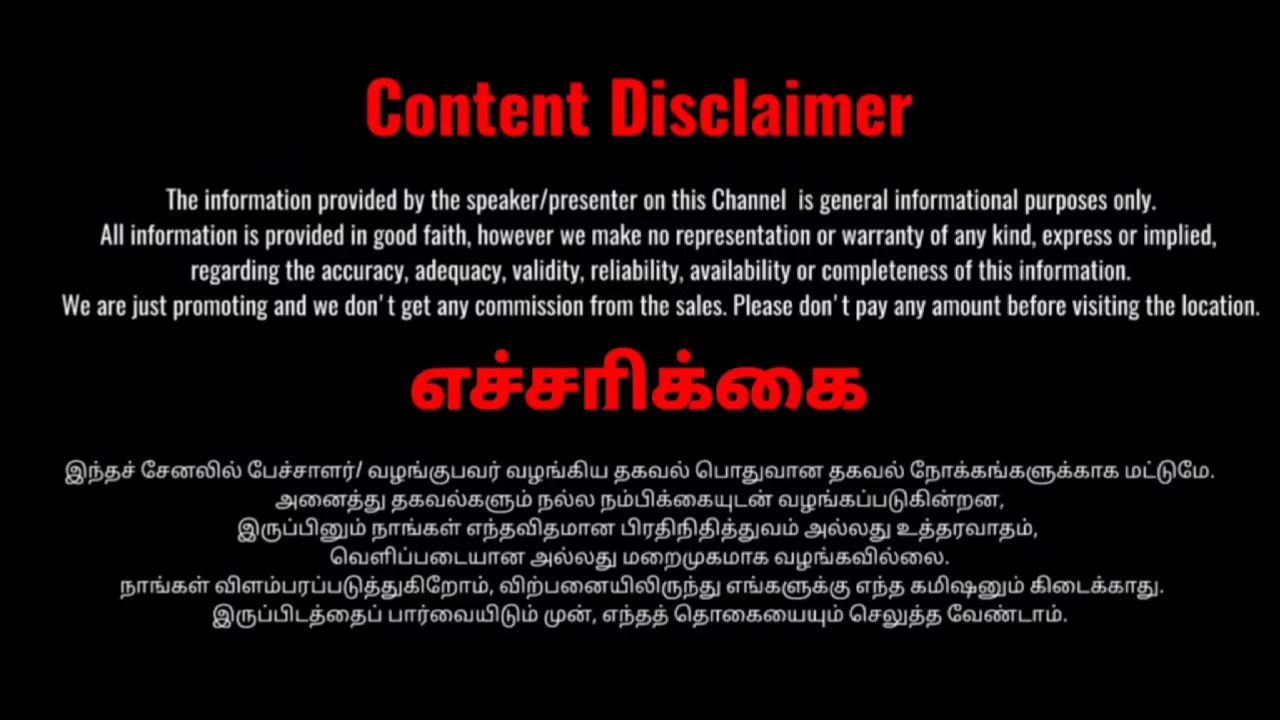 Content Disclaimer
The information provided by the speaker/presenter on this Channel is general informational purposes only.
All information is provided in good faith, however we make no representation or warranty of any kind, express or implied,
regarding the accuracy, adequacy, validity, reliability, availability or completeness of this information.
We are just promoting and we don't get any commission from the sales. Please don't pay any amount before visiting the location.
எச்சரிக்கை
இந்தச் சேனலில் பேச்சாளர்/ வழங்குபவர் வழங்கிய தகவல் பொதுவான தகவல் நோக்கங்களுக்காக மட்டுமே.
அனைத்து தகவல்களும் நல்ல நம்பிக்கையுடன் வழங்கப்படுகின்றன,
இருப்பினும் நாங்கள் எந்தவிதமான பிரதிநிதித்துவம் அல்லது உத்தரவாதம்,
வெளிப்படையான அல்லது மறைமுகமாக வழங்கவில்லை.
நாங்கள் விளம்பரப்படுத்துகிறோம், விற்பனையிலிருந்து எங்களுக்கு எந்த கமிஷனும் கிடைக்காது.
இருப்பிடத்தைப் பார்வையிடும் முன், எந்தத் தொகையையும் செலுத்த வேண்டாம்.